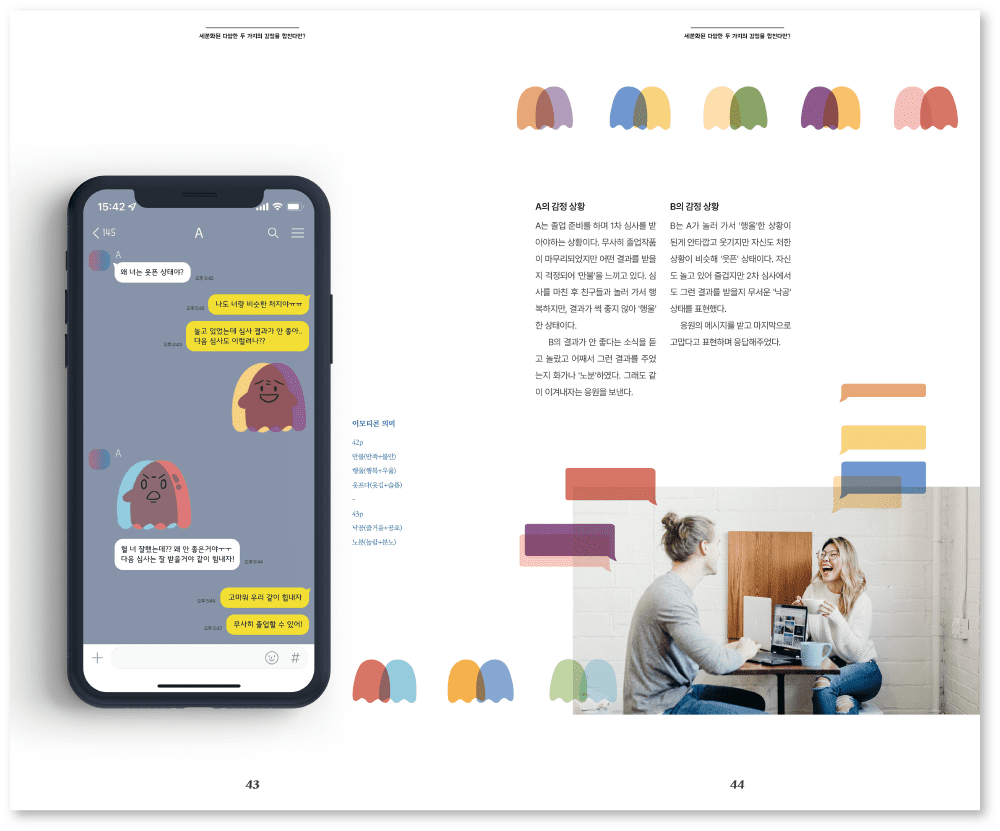 세분화된 다양한 두 가지의 감정을 합친다면?
15:42
145
A
A
왜 너는 웃픈 상태야?
오후 5:42
나도 너랑 비슷한 처지야ㅠㅠ
놀고 있었는데 심사 결과가 안 좋아..
오후 5:43
다음 심사도 이럴려나??
A
헐 너 잘했는데?? 왜 안 좋은거야ㅜㅜ
다음 심사는 잘 받을거야 같이 힘내자!
오후 5:44
고마워 우리 같이 힘내자
무사히 졸업할 수 있어!
오후 5:47
#
이모티콘 의미
42p
만불(만족+불안)
행울(행복+우울)
웃프다(웃김+슬픔)
-
43p
낙공(즐거움+공포)
노분(놀람+분노)
43
세분화된 다양한 두 가지의 감정을 합친다면?
A의 감정 상황
A는 졸업 준비를 하며 1차 심사를 받
아야하는 상황이다. 무사히 졸업작품
이 마무리되었지만 어떤 결과를 받을
지 걱정되어 '만불'을 느끼고 있다. 심
사를 마친 후 친구들과 놀러 가서 행
복하지만, 결과가 썩 좋지 않아 '행울'
한 상태이다.
B의 결과가 안 좋다는 소식을 듣
고 놀랐고 어째서 그런 결과를 주었
는지 화가나 '노분'하였다. 그래도 같
이 이겨내자는 응원을 보낸다.
B의 감정 상황
B는 A가 놀러 가서 '행울'한 상황이
된게 안타깝고 웃기지만 자신도 처한
상황이 비슷해 '웃픈' 상태이다. 자신
도 놀고 있어 즐겁지만 2차 심사에서
도 그런 결과를 받을지 무서운 '낙공'
상태를 표현했다.
응원의 메시지를 받고 마지막으로
고맙다고 표현하며 응답해주었다.
44